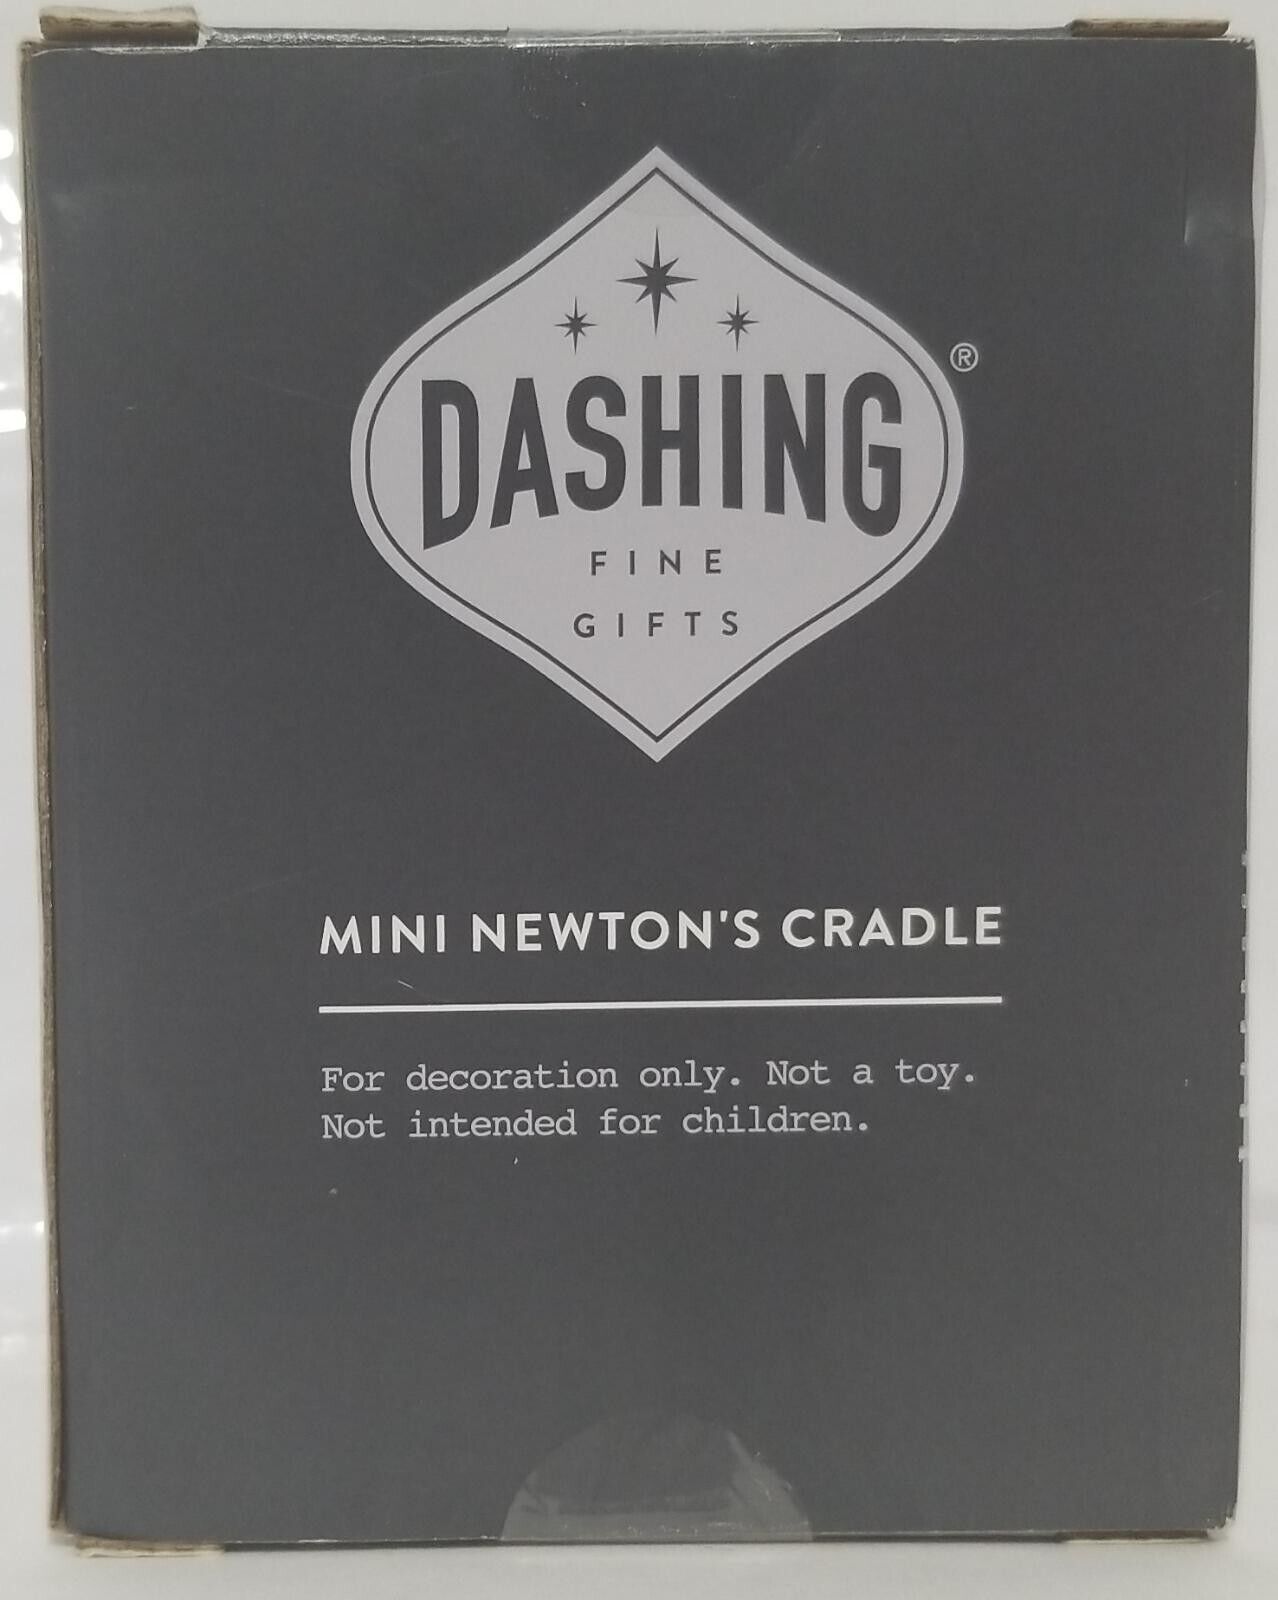 DASHING
®
FINE
GIFTS
MINI NEWTON'S CRADLE
For decoration only. Not a toy.
Not intended for children.